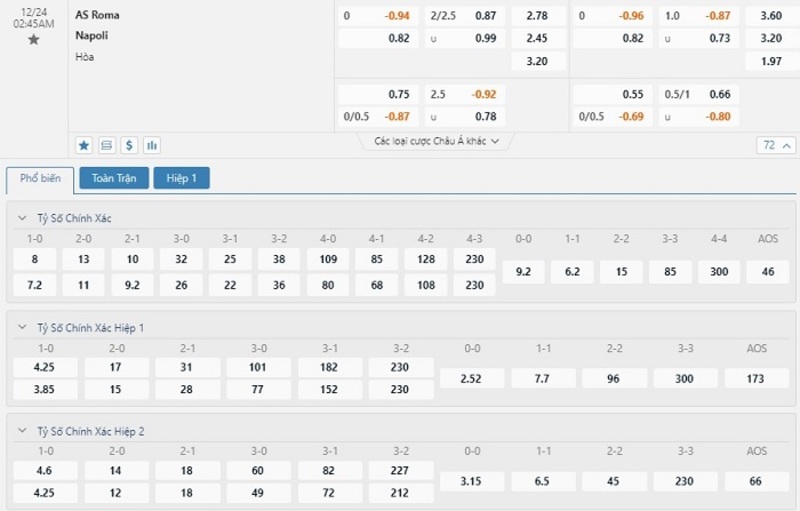 12/24
02:45AM
AS Roma
Napoli
Hòa
0 -0.94 2/2.5 0.87 2.78 0 -0.96 1.0 -0.87 3.60
0.82 u 0.99 2.45 0.82 u 0.73 3.20
3.20 1.97
0.75 2.5 -0.92 0.55 0.5/1 0.66
0/0.5 -0.87 u 0.78 0/0.5 -0.69 u -0.80
$ Các loại cược Châu Á khác 72
Phổ biến Toàn Trận Hiệp 1
Tỷ Số Chính Xác
1-0 2-0 2-1 3-0 3-1 3-2 4-0 4-1 4-2 4-3 0-0 1-1 2-2 3-3 4-4 AOS
8 13 10 32 25 38 109 85 128 230
9.2 6.2 15 85 300 46
7.2 11 9.2 26 22 36 80 68 108 230
Tỷ Số Chính Xác Hiệp 1
1-0 2-0 2-1 3-0 3-1 3-2 0-0 1-1 2-2 3-3 AOS
4.25 17 31 101 182 230
2.52 7.7 96 300 173
3.85 15 28 77 152 230
Tỷ Số Chính Xác Hiệp 2
1-0 2-0 2-1 3-0 3-1 3-2 0-0 1-1 2-2 3-3 AOS
4.6 14 18 60 82 227
3.15 6.5 45 230 66
4.25 12 18 49 72 212